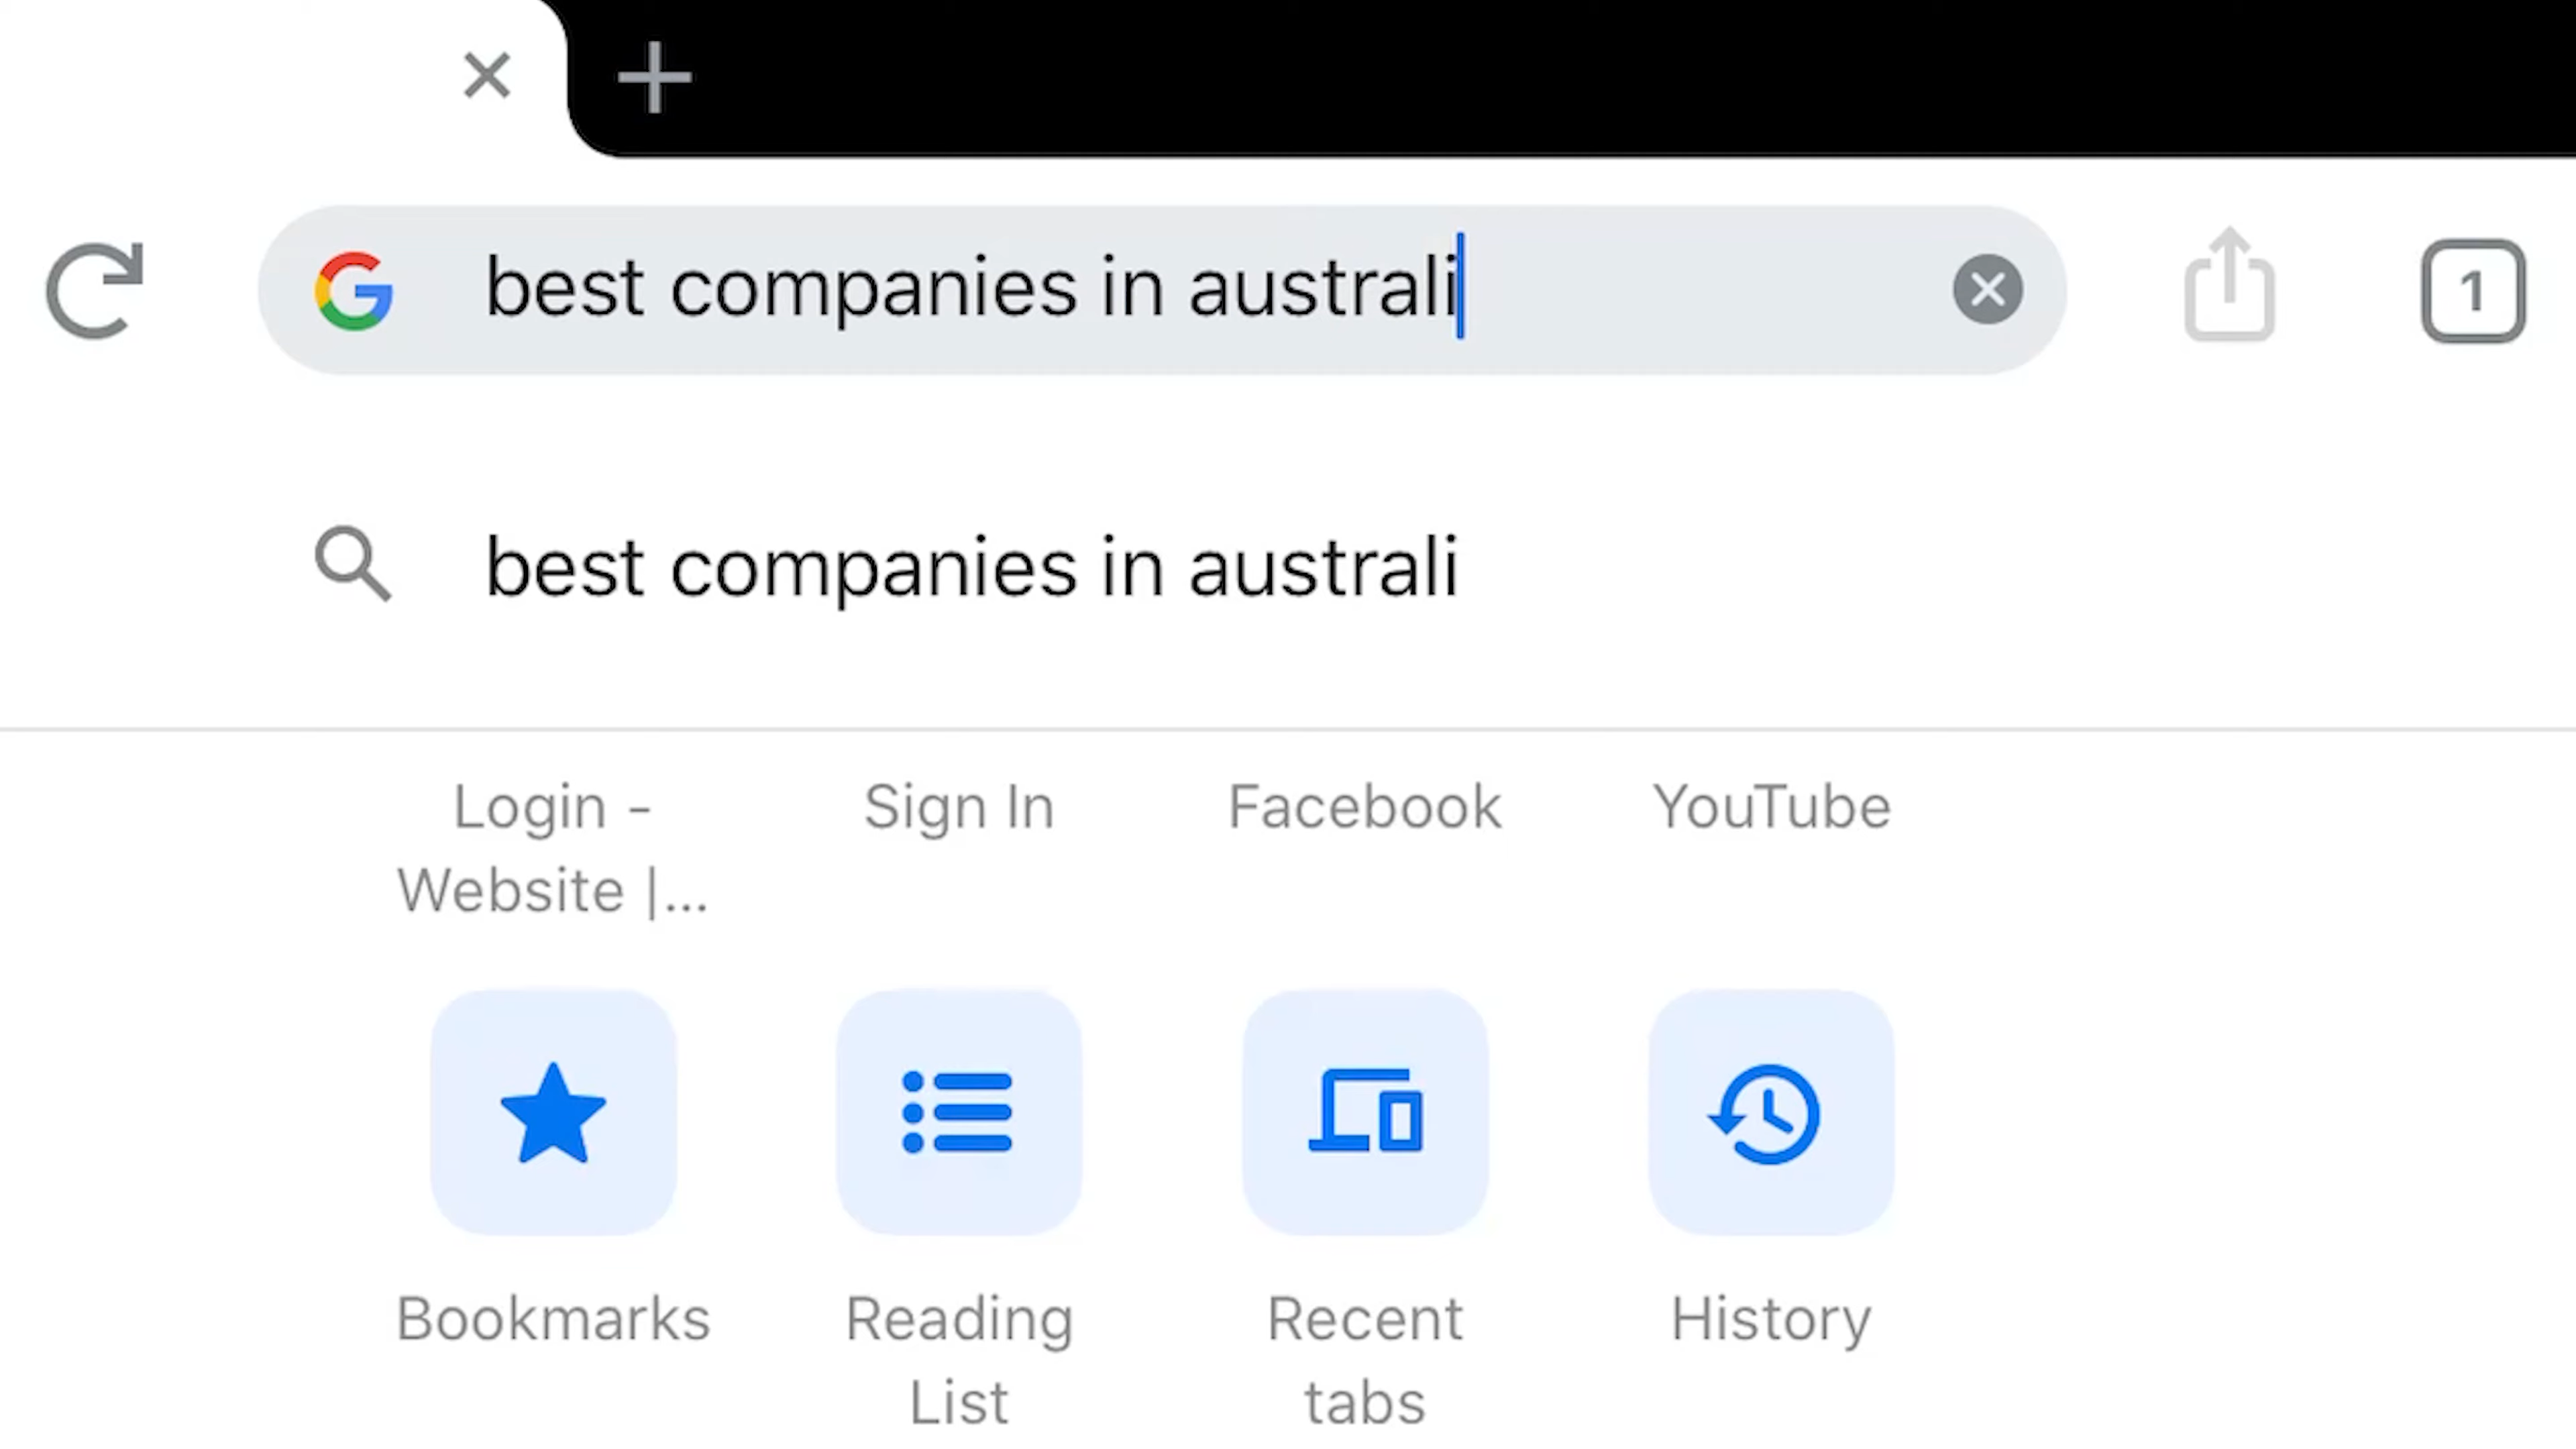 best companies in australi
1
best companies in australi
Login - Sign In Facebook YouTube
Website |...
Bookmarks Reading Recent History
List tabs